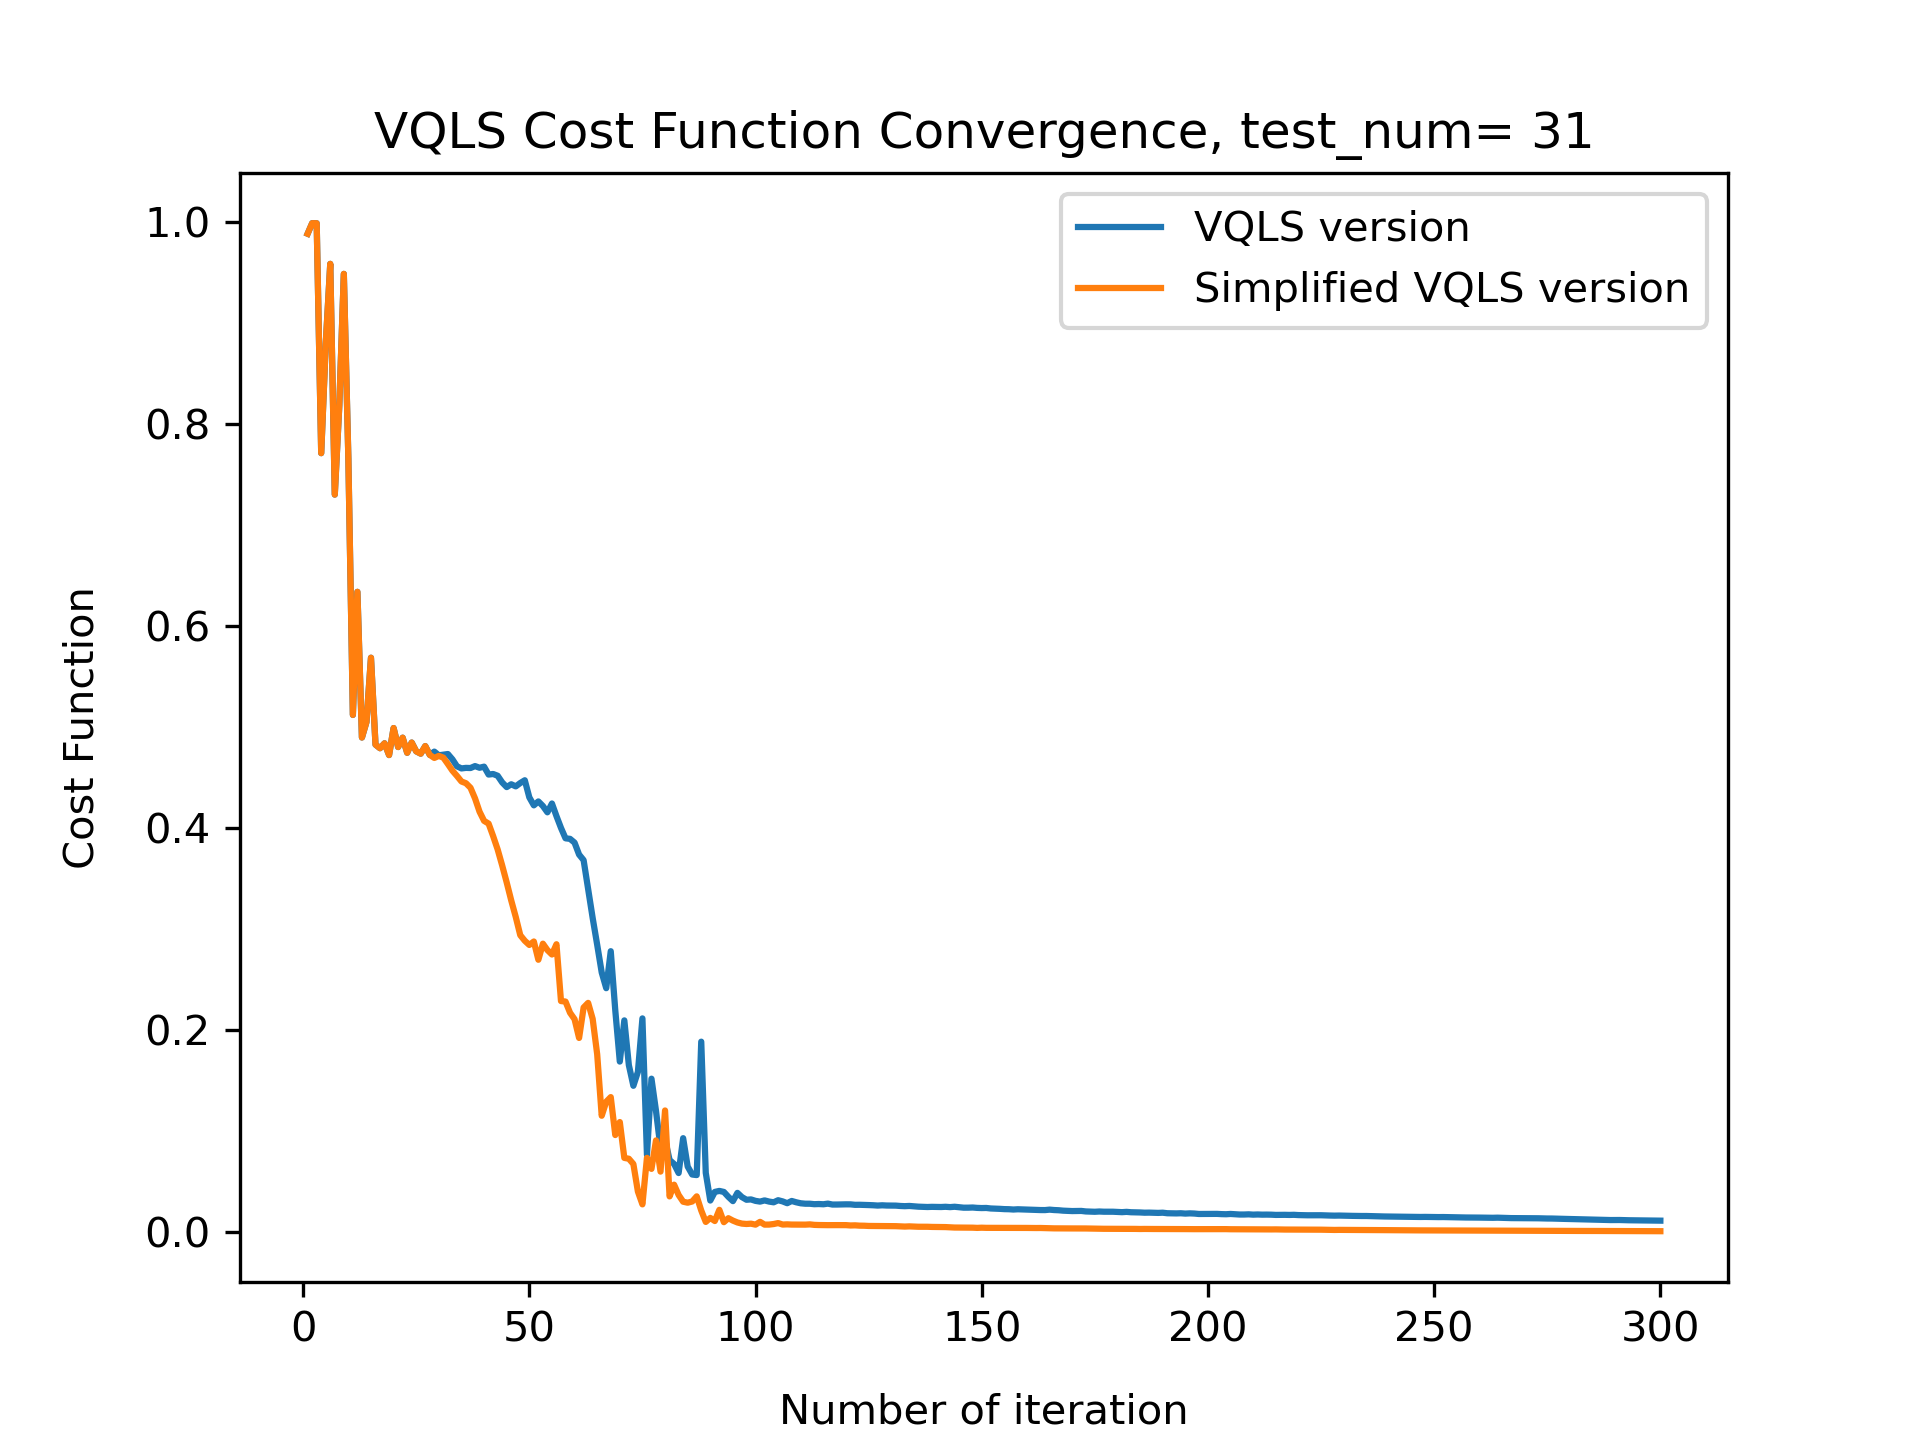 VQLS Cost Function Convergence, test_num= 31
VQLS version
Simplified VQLS version
1.0
0.8
0.6
0.4
0.2
0.0
Cost Function
0
50
100
150
200
250
300
Number of iteration